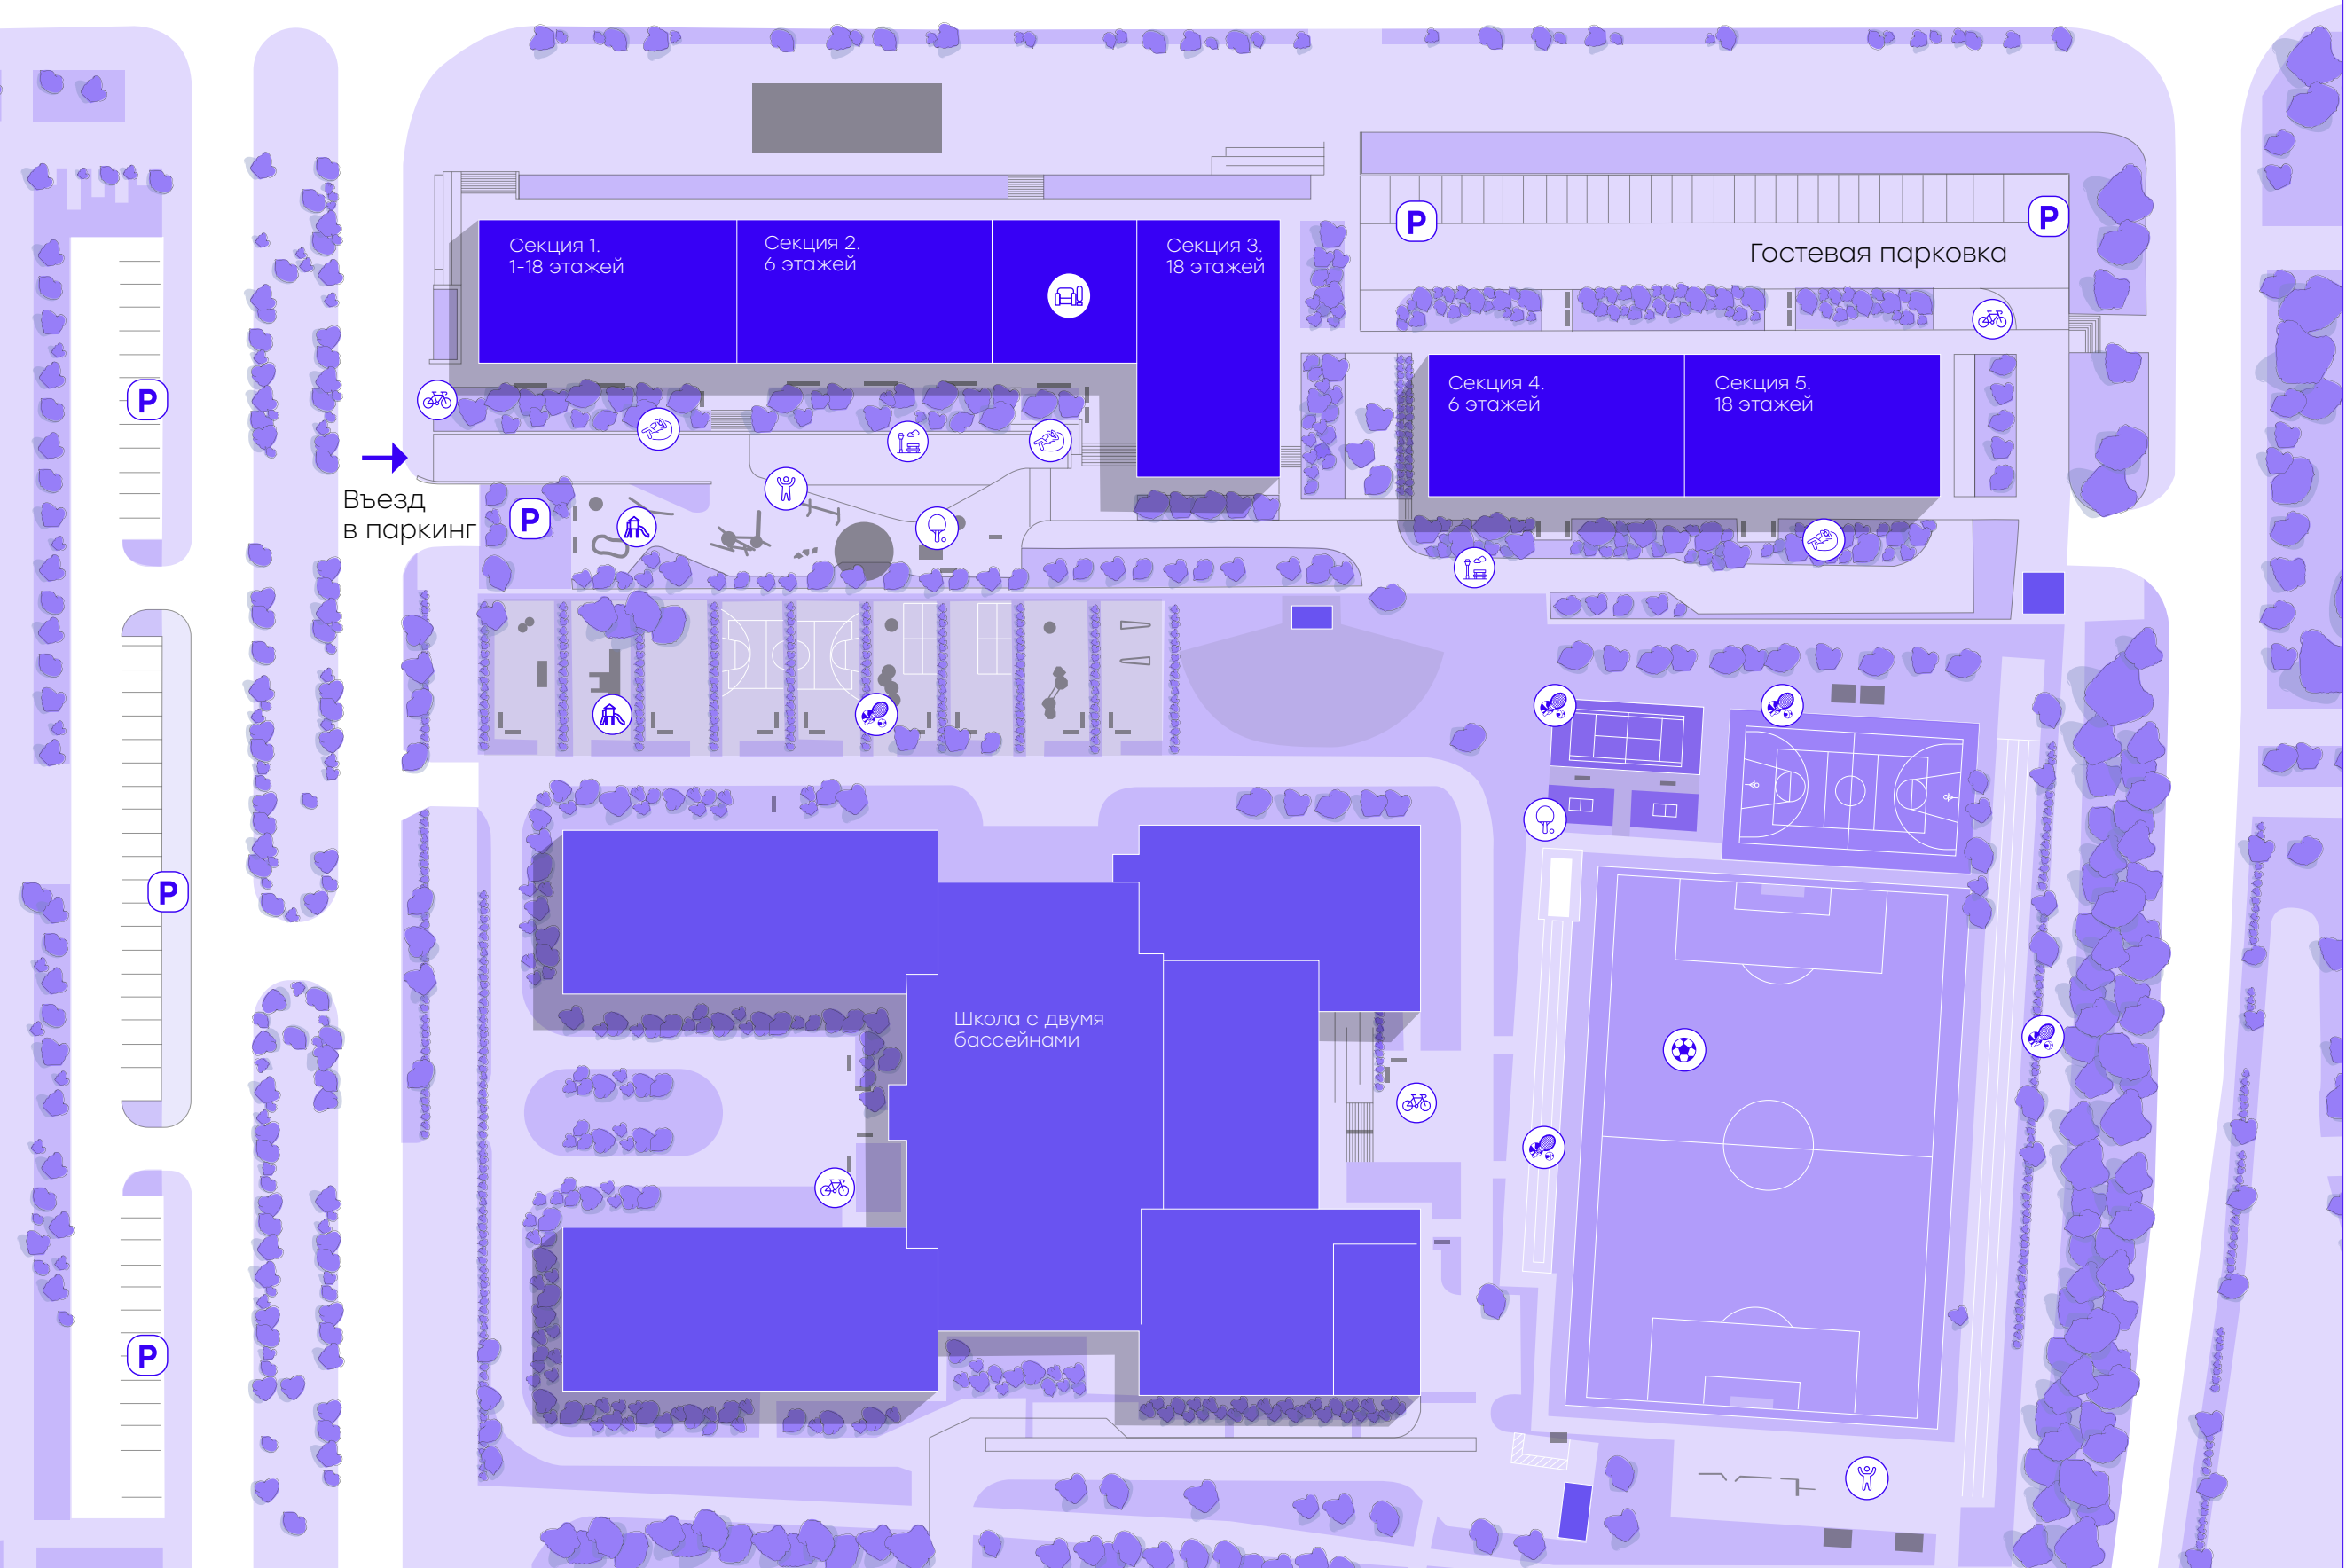 Секция 1.
1-18 этажей
Секция 2.
6 этажей
Секция 3.
18 этажей
P
P
Гостевая парковка
Секция 4.
6 этажей
Секция 5.
18 этажей
P
Въезд
в паркинг
P
P
Школа с двумя
бассейнами
P